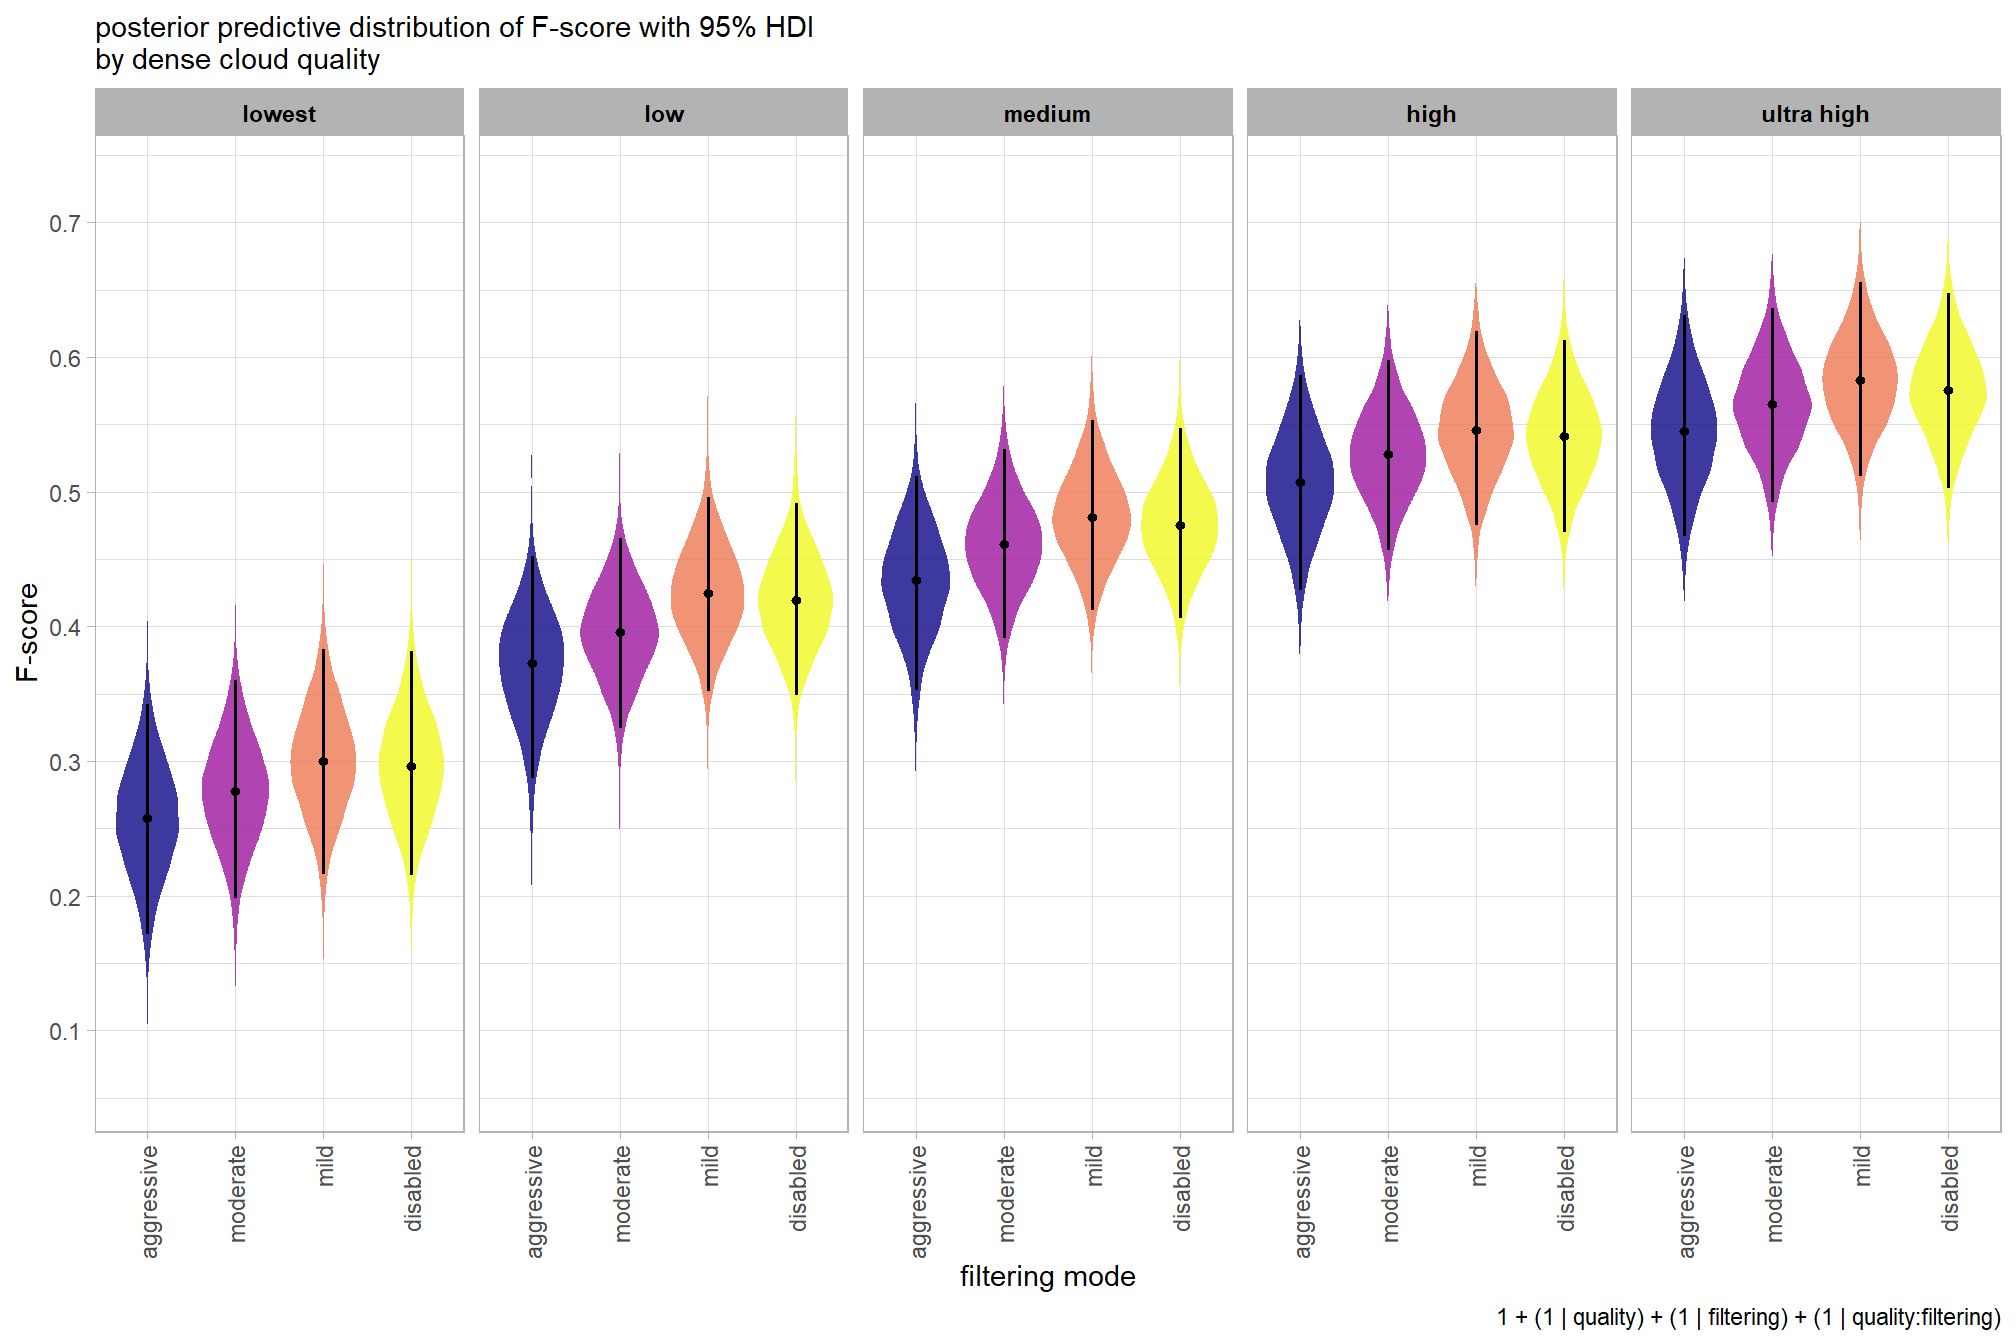 posterior predictive distribution of F-score with 95% HDI
by dense cloud quality
lowest
low
medium
high
ultra high
F-score
0.7
0.6
0.5
0.4
0.3
0.2
0.1
aggressive
moderate
mild
disabled
aggressive
moderate
mild
disabled
aggressive
moderate
mild
disabled
aggressive
moderate
mild
disabled
aggressive
moderate
mild
disabled
filtering mode
1 + (1 | quality) + (1 | filtering) + (1 | quality:filtering)